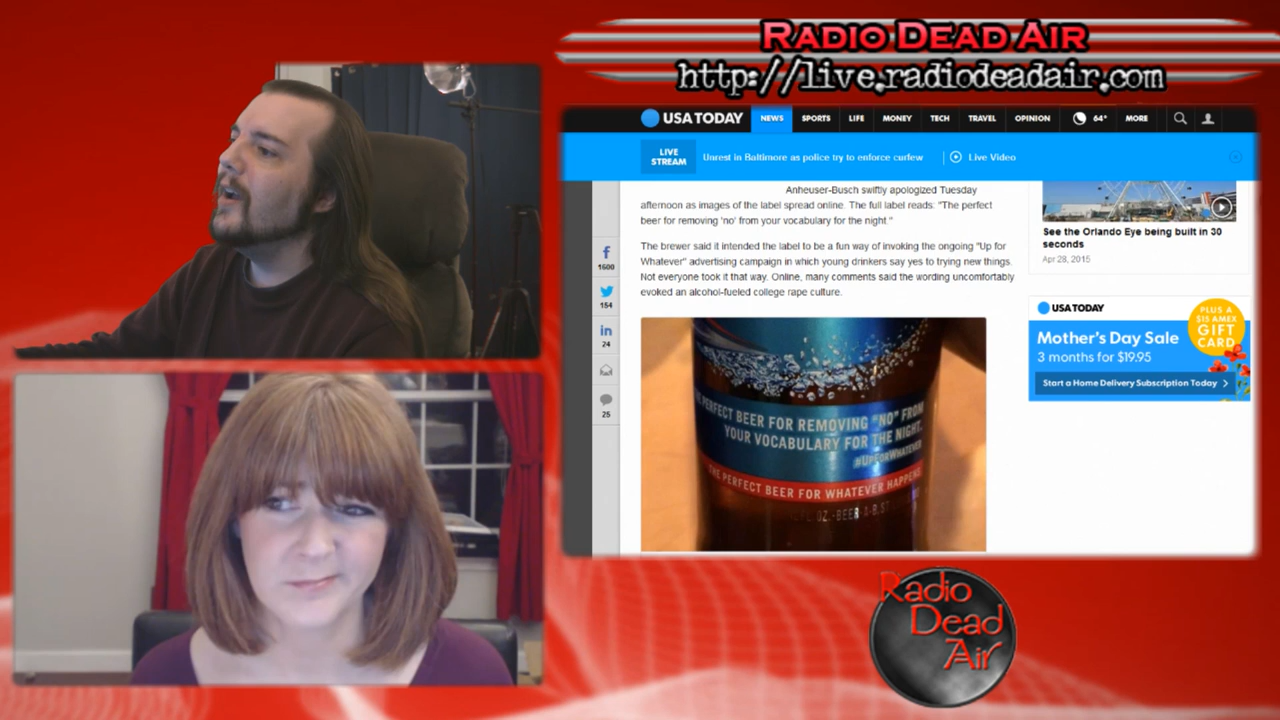 RADIO DEAD AIR
http://live.radiodeadair.com
USA TODAY NEWS SPORTS LIFE MONEY TECH TRAVEL OPINION 64° MORE
LIVE STREAM
Unrest in Baltimore as police try to enforce curfew
Live Video
Anheuser-Busch swiftly apologized Tuesday
afternoon as images of the label spread online. The full label reads: "The perfect
beer for removing 'no' from your vocabulary for the night."
The brewer said it intended the label to be a fun way of invoking the ongoing "Up for
Whatever" advertising campaign in which young drinkers say yes to trying new things.
Not everyone took it that way. Online, many comments said the wording uncomfortably
evoked an alcohol-fueled college rape culture.
1600
154
in
24
25
PERFECT BEER FOR REMOVING "NO" FROM
YOUR VOCABULARY FOR THE NIGHT.
#UPFORWHATEVER
THE PERFECT BEER FOR WHATEVER HAPPENS
FL. OZ.-BEER
See the Orlando Eye being built in 30
seconds
Apr 28, 2015
USA TODAY
PLUS A
$15 AMEX
GIFT
CARD
Mother's Day Sale
3 months for $19.95
Start a Home Delivery Subscription Today
Radio
Dead
Air